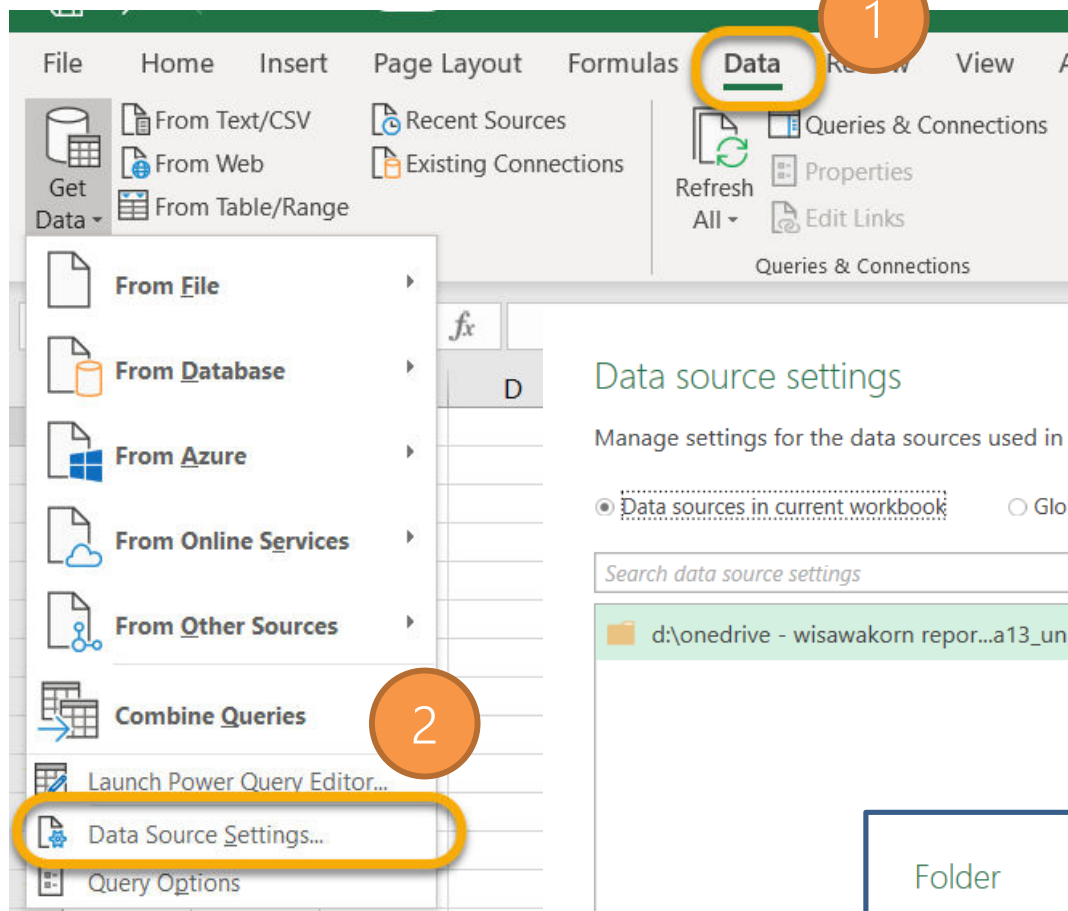 1
File Home Insert Page Layout Formulas Data View
Get Data
From Text/CSV
From Web
From Table/Range
Recent Sources
Existing Connections
Refresh All
Queries & Connections
Properties
Edit Links
Queries & Connections
From File
From Database
From Azure
From Online Services
From Other Sources
Combine Queries
2
Launch Power Query Editor...
Data Source Settings...
Query Options
fx
D
Data source settings
Manage settings for the data sources used in
Data sources in current workbook Glo
Search data source settings
d:\onedrive - wisawakorn repor...a13_un
Folder